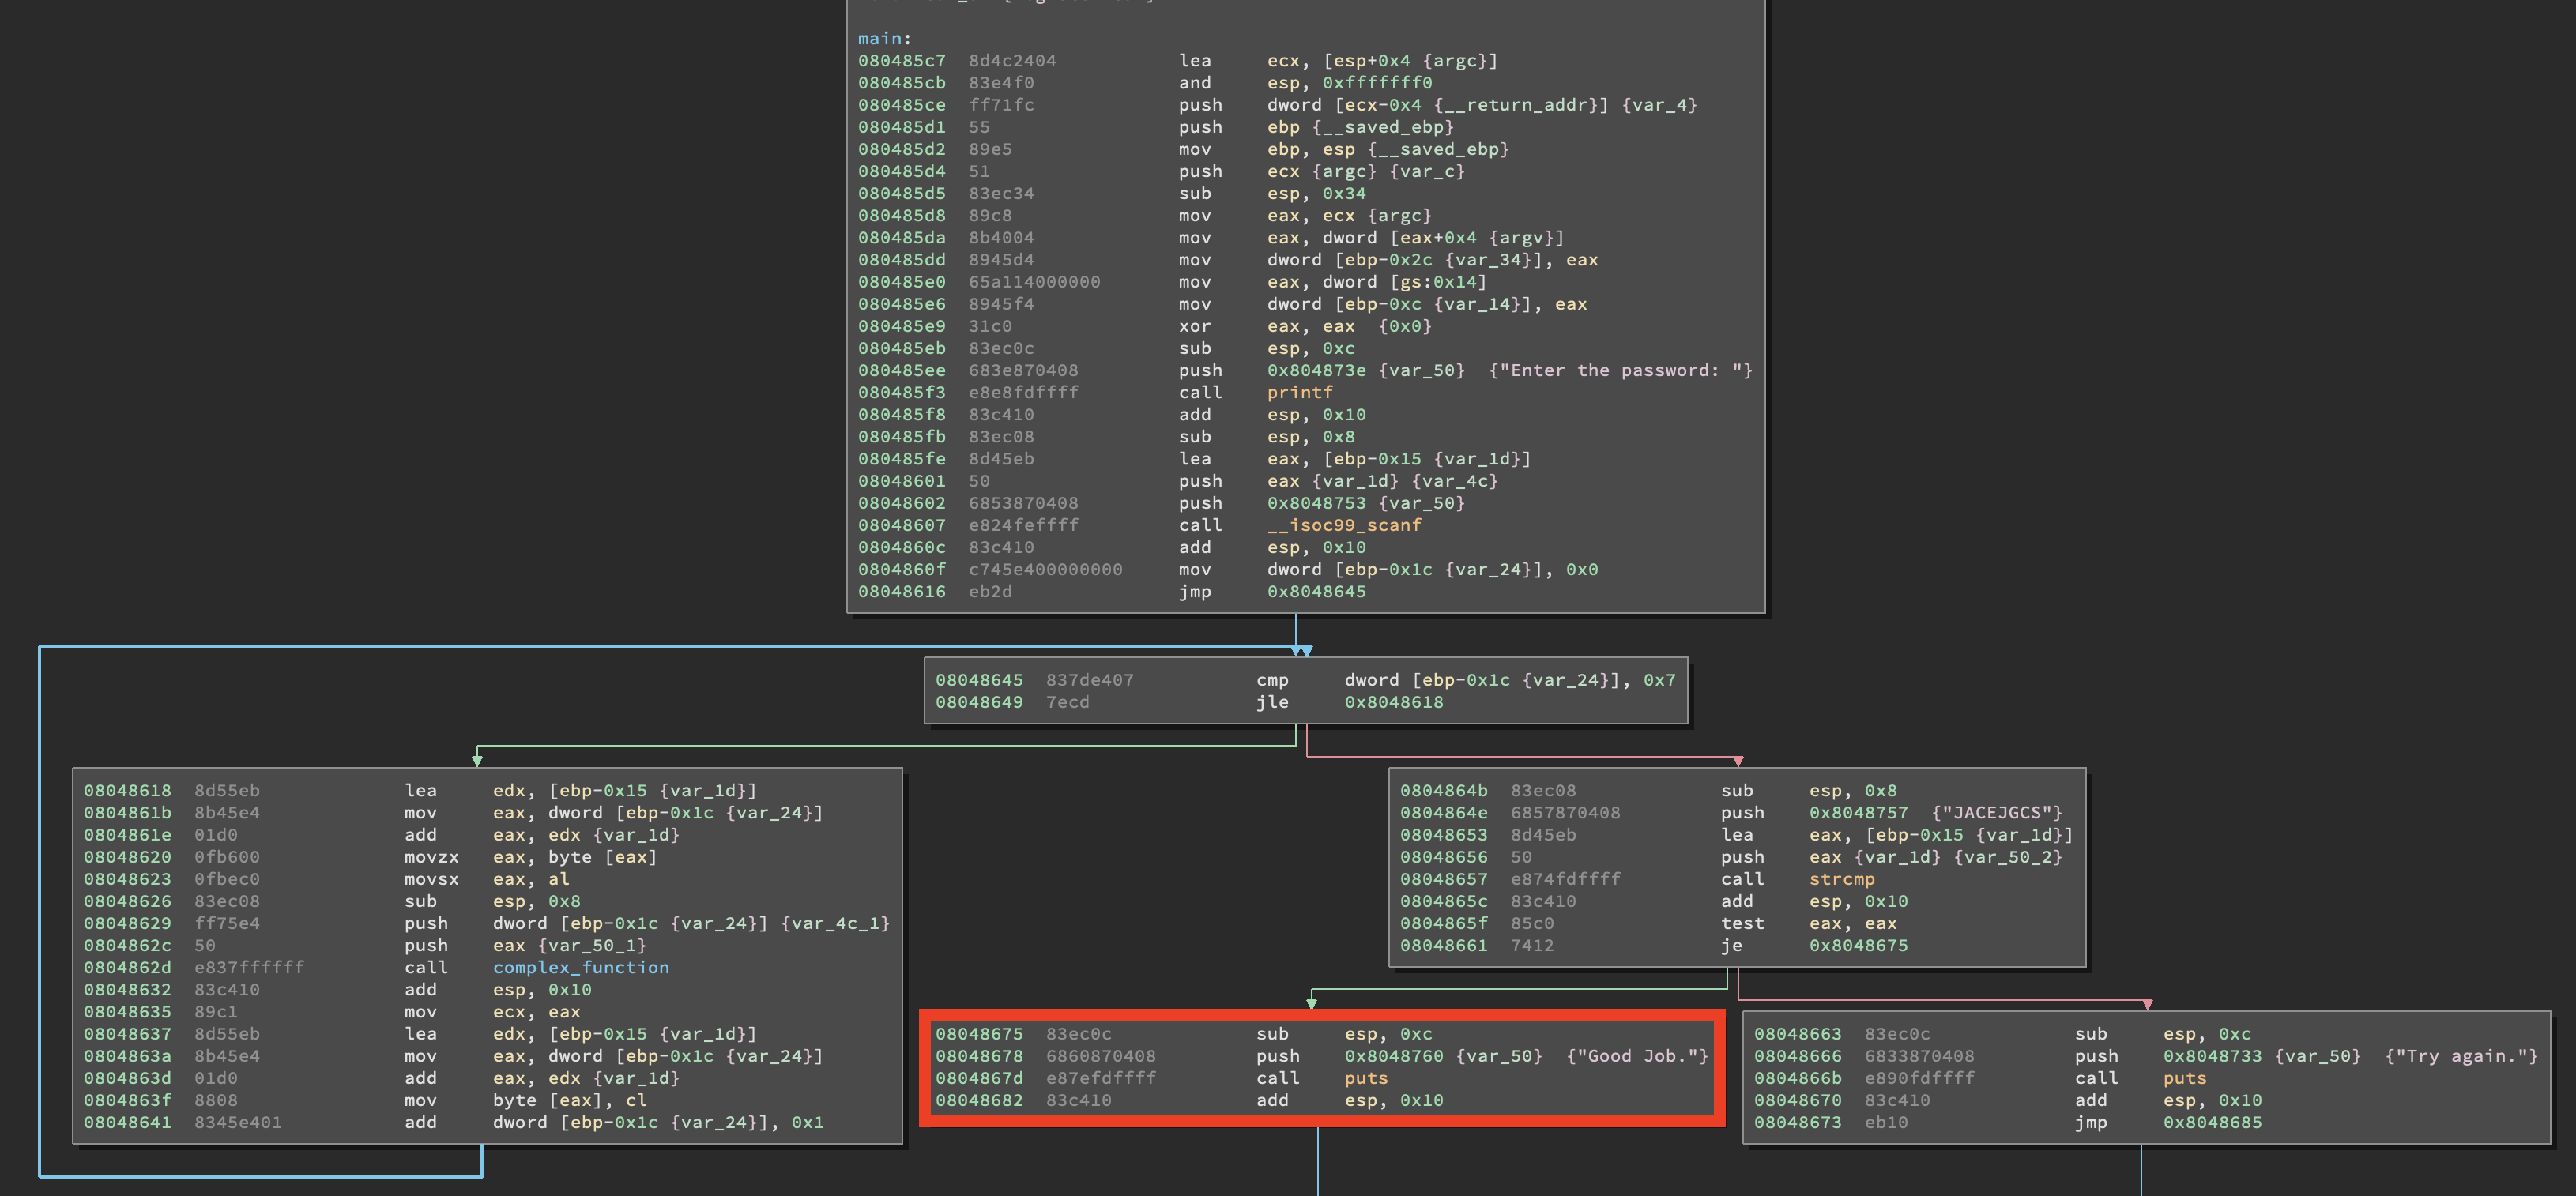 main:
080485c7 8d4c2404 lea ecx, [esp+0x4 {argc}]
080485cb 83e4f0 and esp, 0xfffffff0
080485ce ff71fc push dword [ecx-0x4 {__return_addr}] {var_4}
080485d1 55 push ebp {__saved_ebp}
080485d2 89e5 mov ebp, esp {__saved_ebp}
080485d4 51 push ecx {argc} {var_c}
080485d5 83ec34 sub esp, 0x34
080485d8 89c8 mov eax, ecx {argc}
080485da 8b4004 mov eax, dword [eax+0x4 {argv}]
080485dd 8945d4 mov dword [ebp-0x2c {var_34}], eax
080485e0 65a114000000 mov eax, dword [gs:0x14]
080485e6 8945f4 mov dword [ebp-0xc {var_14}], eax
080485e9 31c0 xor eax, eax {0x0}
080485eb 83ec0c sub esp, 0xc
080485ee 683e870408 push 0x804873e {var_50} {"Enter the password: "}
080485f3 e8e8fdffff call printf
080485f8 83c410 add esp, 0x10
080485fb 83ec08 sub esp, 0x8
080485fe 8d45eb lea eax, [ebp-0x15 {var_1d}]
08048601 50 push eax {var_1d} {var_4c}
08048602 6853870408 push 0x8048753 {var_50}
08048607 e824feffff call __isoc99_scanf
0804860c 83c410 add esp, 0x10
0804860f c745e400000000 mov dword [ebp-0x1c {var_24}], 0x0
08048616 eb2d jmp 0x8048645
08048645 837de407 cmp dword [ebp-0x1c {var_24}], 0x7
08048649 7ecd jle 0x8048618
08048618 8d55eb lea edx, [ebp-0x15 {var_1d}]
0804861b 8b45e4 mov eax, dword [ebp-0x1c {var_24}]
0804861e 01d0 add eax, edx {var_1d}
08048620 0fb600 movzx eax, byte [eax]
08048623 0fbec0 movsx eax, al
08048626 83ec08 sub esp, 0x8
08048629 ff75e4 push dword [ebp-0x1c {var_24}] {var_4c_1}
0804862c 50 push eax {var_50_1}
0804862d e837ffffff call complex_function
08048632 83c410 add esp, 0x10
08048635 89c1 mov ecx, eax
08048637 8d55eb lea edx, [ebp-0x15 {var_1d}]
0804863a 8b45e4 mov eax, dword [ebp-0x1c {var_24}]
0804863d 01d0 add eax, edx {var_1d}
0804863f 8808 mov byte [eax], cl
08048641 8345e401 add dword [ebp-0x1c {var_24}], 0x1
0804864b 83ec08 sub esp, 0x8
0804864e 6857870408 push 0x8048757 {"JACEJGCS"}
08048653 8d45eb lea eax, [ebp-0x15 {var_1d}]
08048656 50 push eax {var_1d} {var_50_2}
08048657 e874fdffff call strcmp
0804865c 83c410 add esp, 0x10
0804865f 85c0 test eax, eax
08048661 7412 je 0x8048675
08048675 83ec0c sub esp, 0xc
08048678 6860870408 push 0x8048760 {var_50} {"Good Job."}
0804867d e87efdffff call puts
08048682 83c410 add esp, 0x10
08048663 83ec0c sub esp, 0xc
08048666 6833870408 push 0x8048733 {var_50} {"Try again."}
0804866b e890fdffff call puts
08048670 83c410 add esp, 0x10
08048673 eb10 jmp 0x8048685